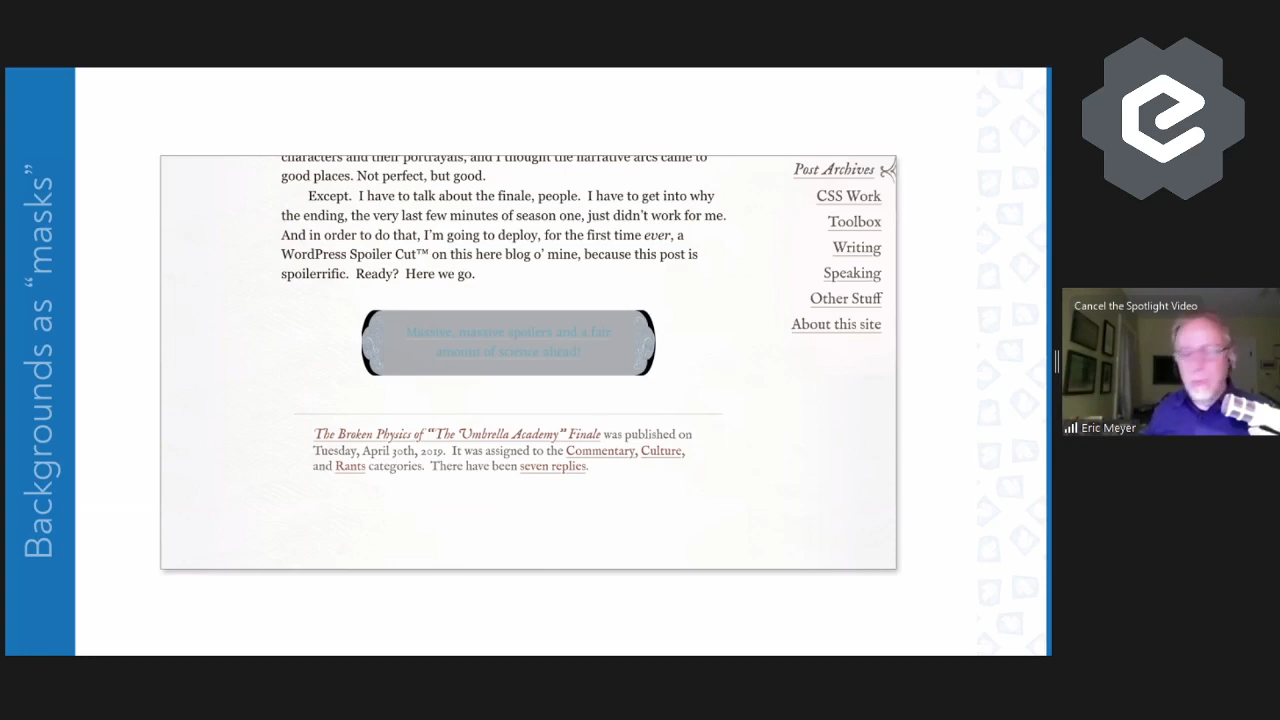 Backgrounds as “masks”
characters and their portrayals, and I thought the narrative arcs came to
good places. Not perfect, but good.
Except. I have to talk about the finale, people. I have to get into why
the ending, the very last few minutes of season one, just didn’t work for me.
And in order to do that, I’m going to deploy, for the first time ever, a
WordPress Spoiler Cut™ on this here blog o’ mine, because this post is
spoilerrific. Ready? Here we go.
Massive, massive spoilers and a fair
amount of science ahead!
The Broken Physics of “The Umbrella Academy” Finale was published on
Tuesday, April 30th, 2019. It was assigned to the Commentary, Culture,
and Rants categories. There have been seven replies.
Post Archives
CSS Work
Toolbox
Writing
Speaking
Other Stuff
About this site
Cancel the Spotlight Video
Eric Meyer